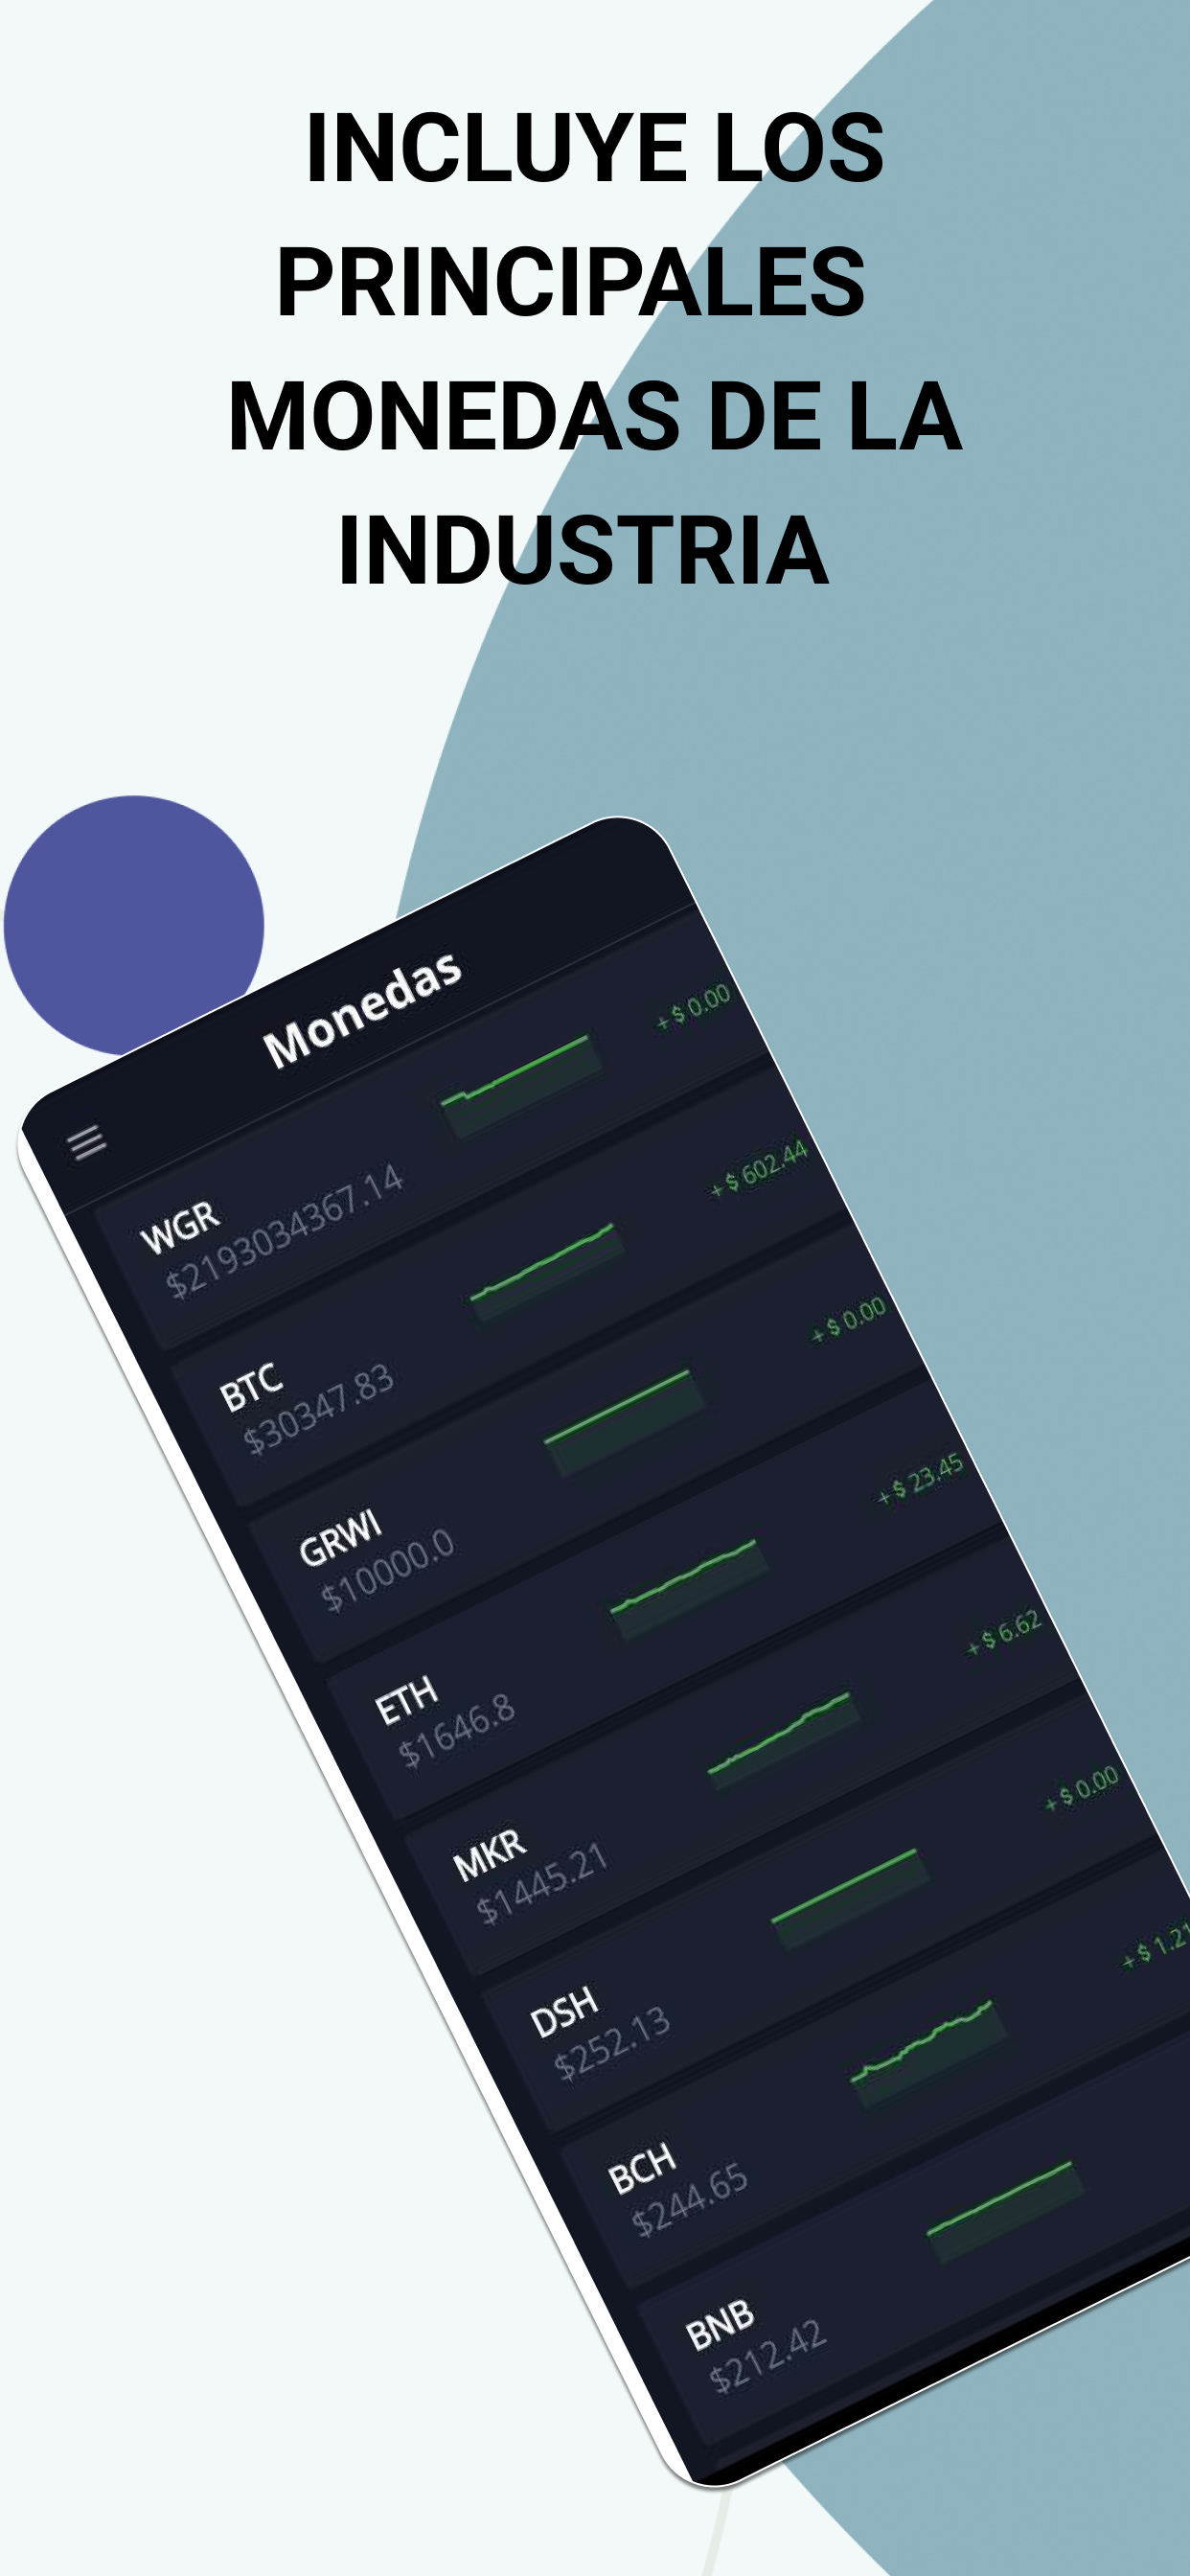 INCLUYE LOS
PRINCIPALES
MONEDAS DE LA
INDUSTRIA
Monedas
WGR
$2193034367.14
+ $ 0.00
BTC
$30347.83
+ $ 602.44
GRWI
$10000.0
+ $ 0.00
ETH
$1646.8
+ $ 23.45
MKR
$1445.21
+ $ 6.62
DSH
$252.13
+ $ 0.00
BCH
$244.65
+ $ 1.21
BNB
$212.42